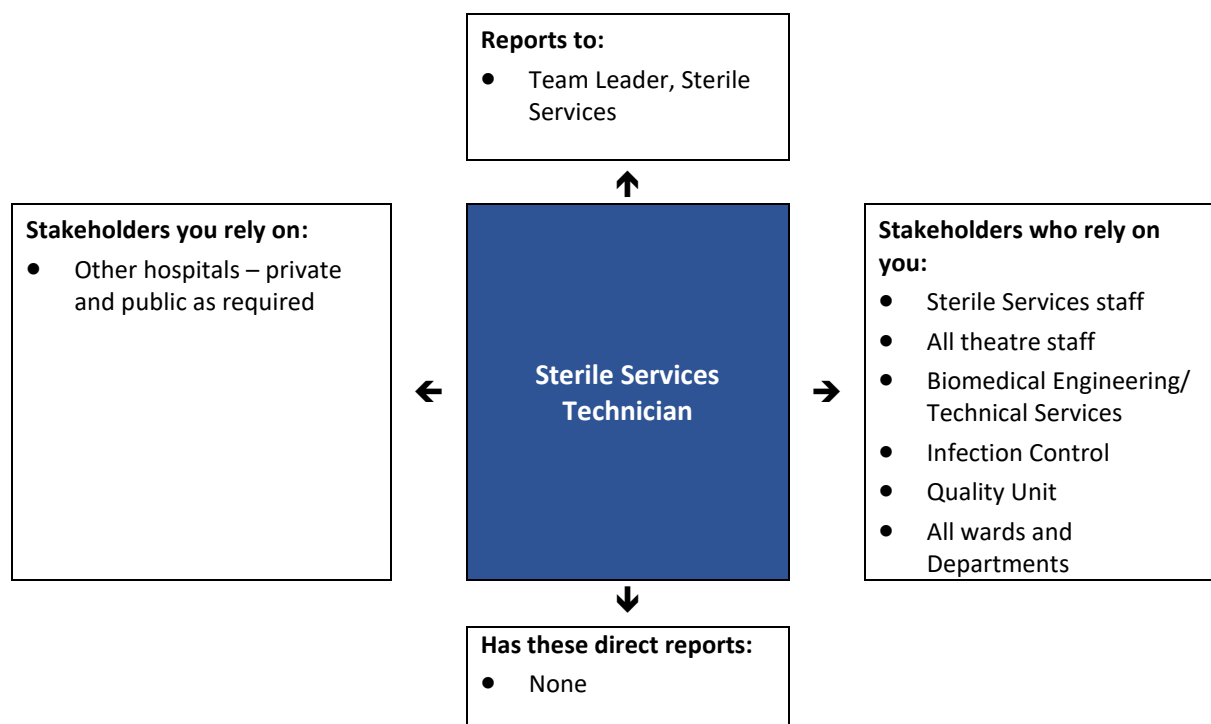 Reports to:
● Team Leader, Sterile
Services
Stakeholders you rely on:
● Other hospitals – private
and public as required
Sterile Services
Technician
Stakeholders who rely on
you:
● Sterile Services staff
● All theatre staff
● Biomedical Engineering/
Technical Services
● Infection Control
● Quality Unit
● All wards and
Departments
Has these direct reports:
● None